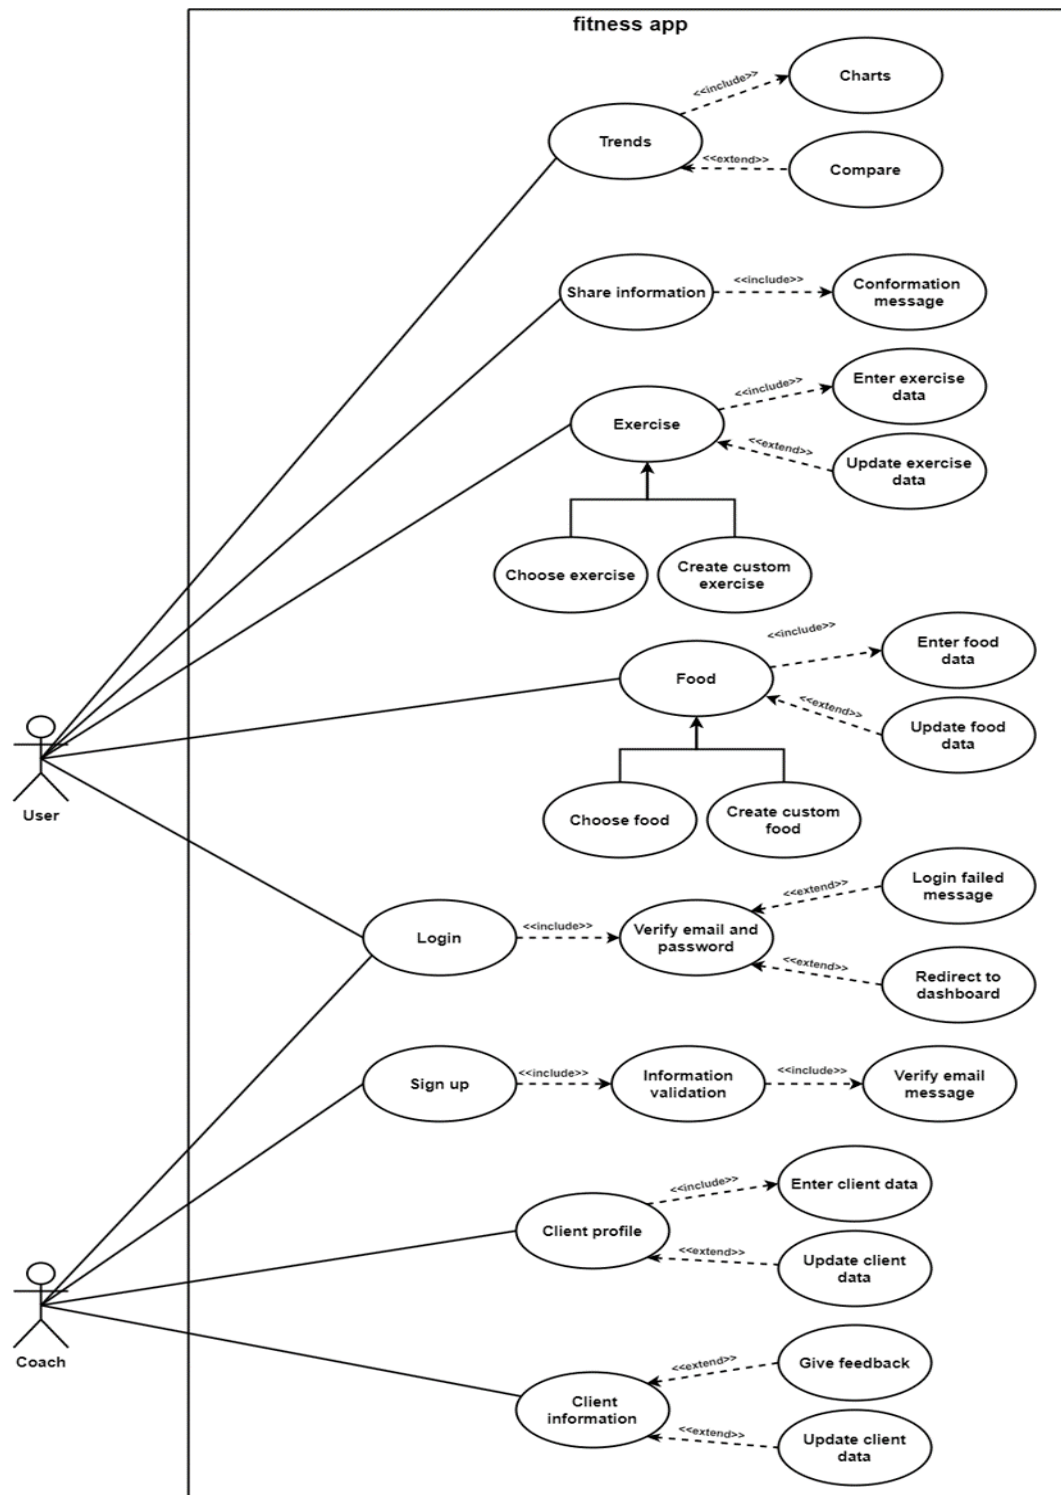 fitness app
<<include>>
Charts
Trends
<<extend>>
Compare
Share information
<<include>>
Conformation
message
Exercise
<<include>>
Enter exercise
data
<<extend>>
Update exercise
data
Choose exercise
Create custom
exercise
Food
<<include>>
Enter food
data
<<extend>>
Update food
data
Choose food
Create custom
food
User
Login
<<include>>
Verify email and
password
<<extend>>
Login failed
message
<<extend>>
Redirect to
dashboard
Sign up
<<include>>
Information
validation
<<include>>
Verify email
message
Client profile
<<include>>
Enter client data
<<extend>>
Update client
data
Coach
Client
information
<<extend>>
Give feedback
<<extend>>
Update client
data